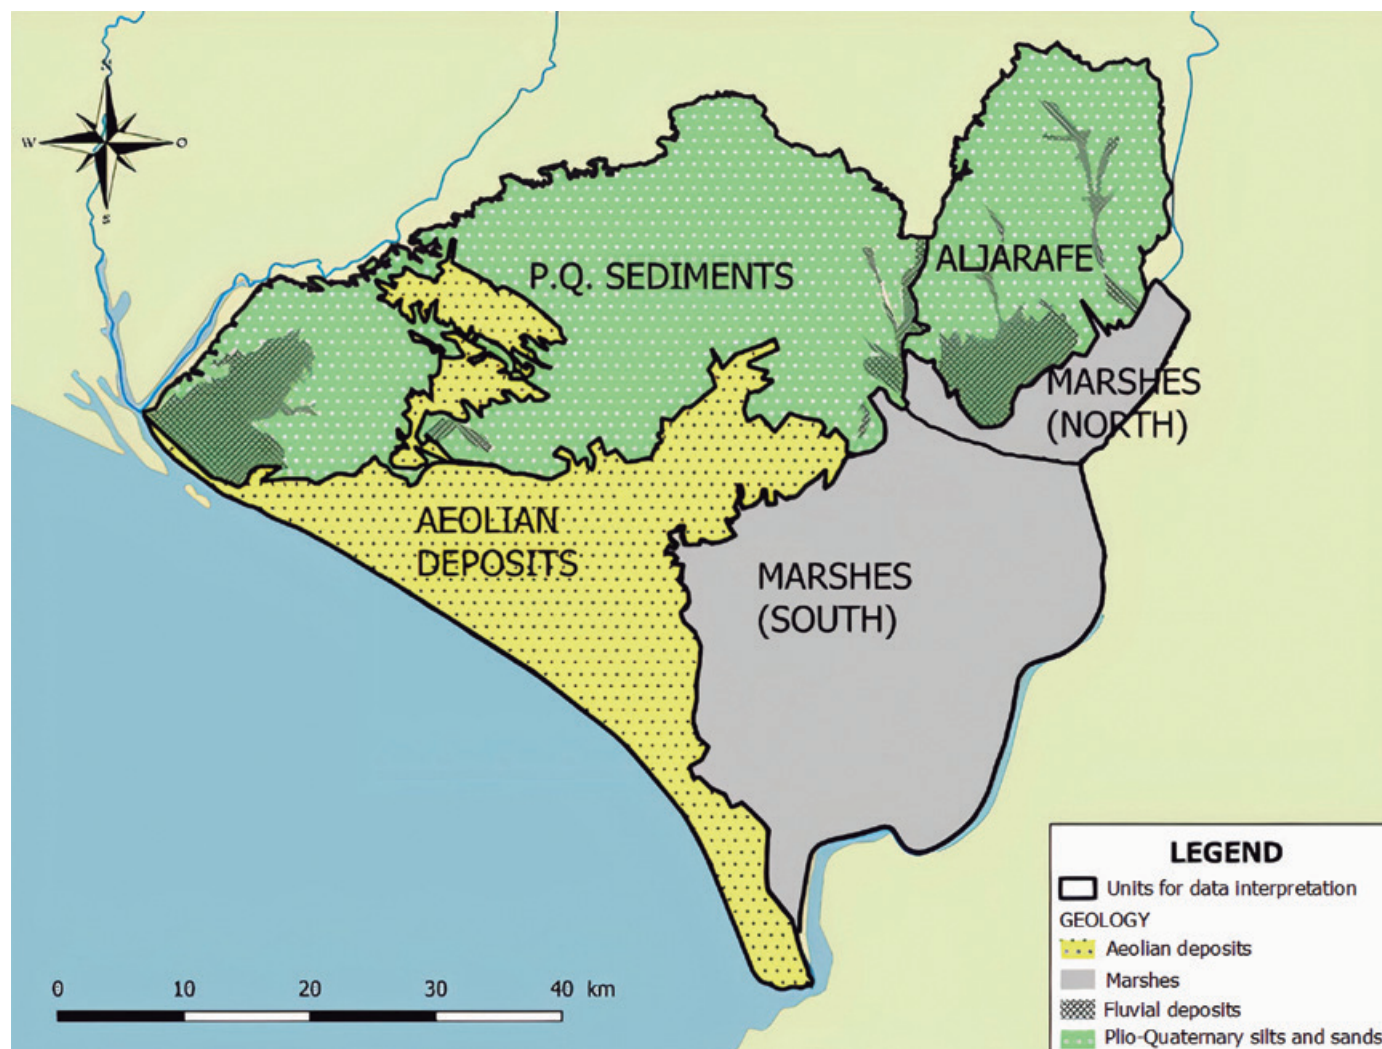 N
W
O
S
P.Q. SEDIMENTS
ALJARAFE
MARSHES
(NORTH)
AEOLIAN
DEPOSITS
MARSHES
(SOUTH)
0 10 20 30 40 km
LEGEND
Units for data interpretation
GEOLOGY
Aeolian deposits
Marshes
Fluvial deposits
Plio-Quaternary silts and sands